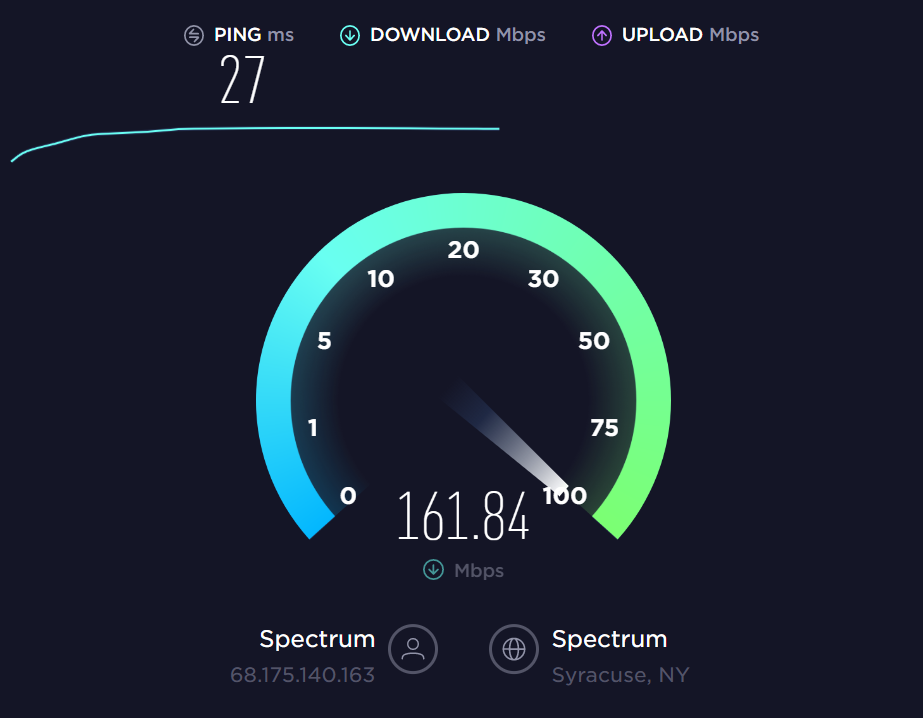 PING ms DOWNLOAD Mbps UPLOAD Mbps
27
20
10 30
5 50
1 75
0 100
161.84
Mbps
Spectrum Spectrum
68.175.140.163 Syracuse, NY